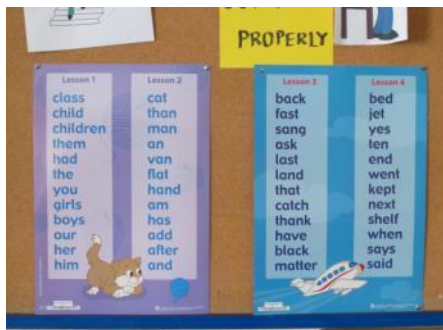 PROPERLY
Lesson 1
class
child
children
them
had
the
you
girls
boys
our
her
him
Lesson 2
cat
than
man
an
van
flat
hand
am
has
add
after
and
Lesson 3
back
fast
sang
ask
last
land
that
catch
thank
have
black
matter
Lesson 4
bed
jet
yes
ten
end
went
kept
next
shelf
when
says
said